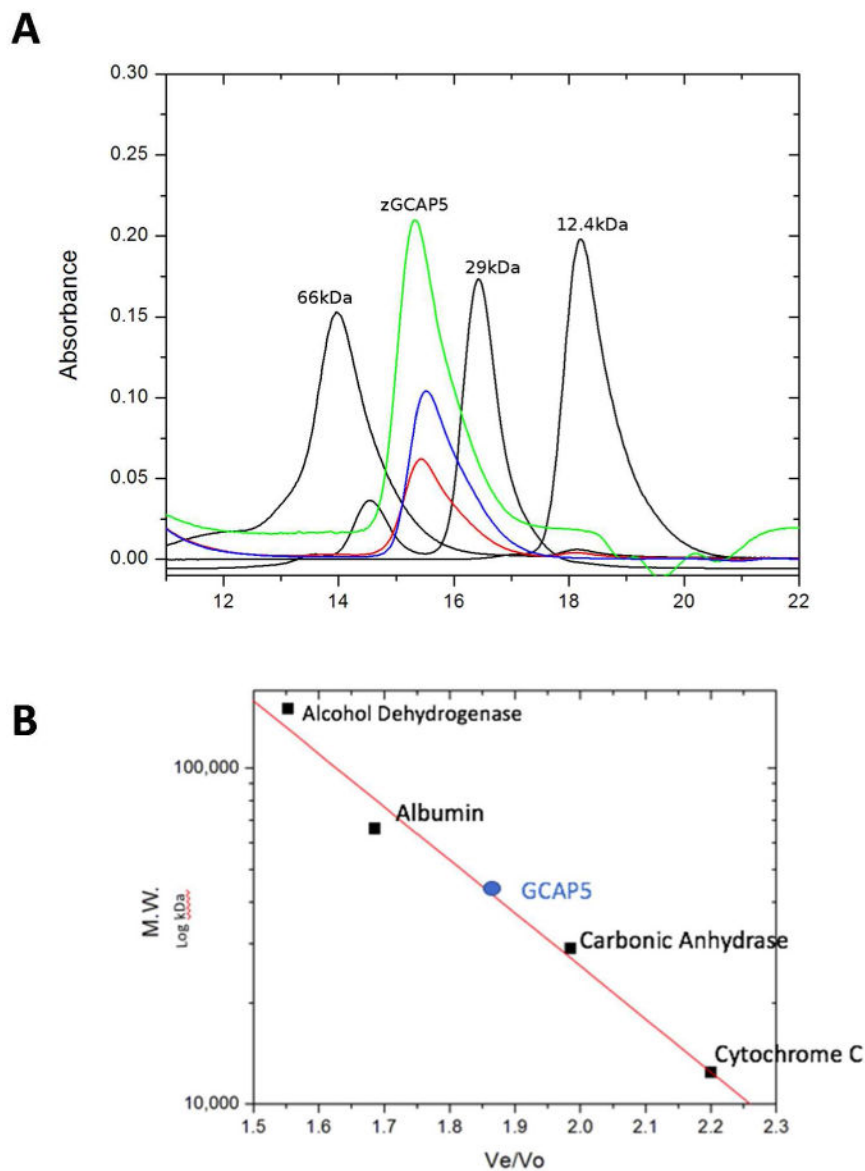 A
0.30
0.25
0.20
0.15
0.10
0.05
0.00
Absorbance
66kDa
zGCAP5
29kDa
12.4kDa
12 14 16 18 20 22
B
100,000
10,000
M.W.
Log kDa
Alcohol Dehydrogenase
Albumin
GCAP5
Carbonic Anhydrase
Cytochrome C
1.5 1.6 1.7 1.8 1.9 2.0 2.1 2.2 2.3
Ve/Vo